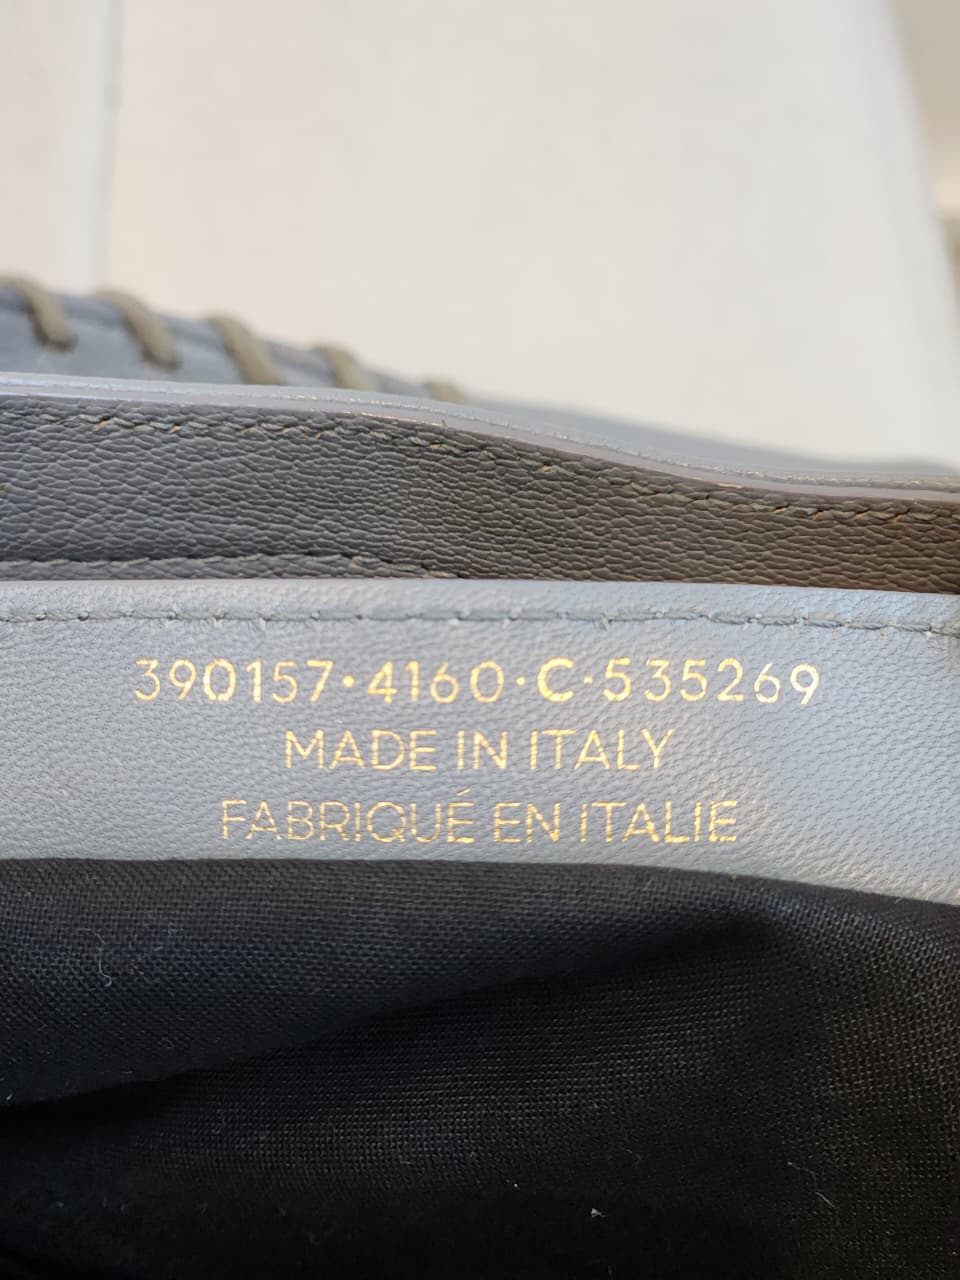 390157·4160·C·535269
MADE IN ITALY
FABRIQUÉ EN ITALIE